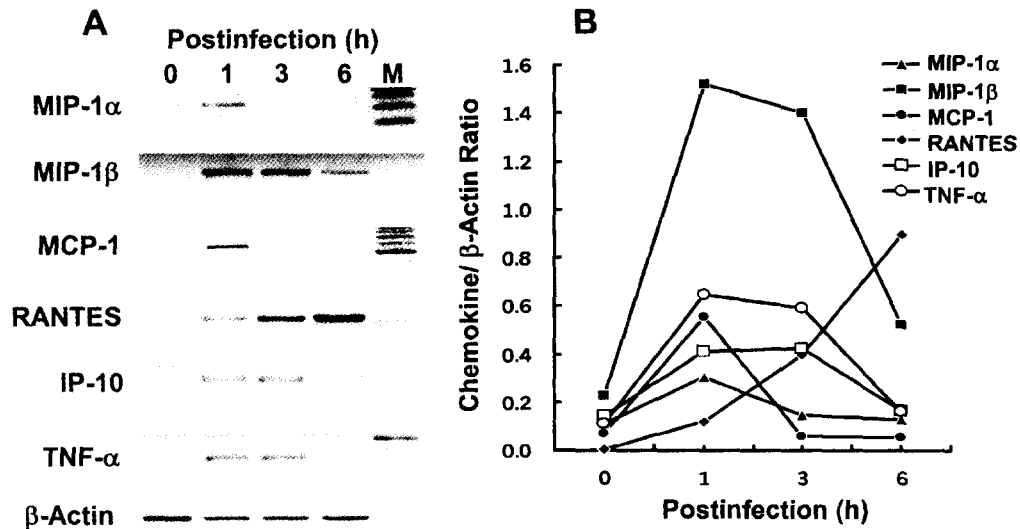 A
Postinfection (h)
0 1 3 6 M
MIP-1α
MIP-1β
MCP-1
RANTES
IP-10
TNF-α
β-Actin
B
Chemokine/ β-Actin Ratio
1.6
1.4
1.2
1.0
0.8
0.6
0.4
0.2
0.0
0 1 3 6
Postinfection (h)
MIP-1α
MIP-1β
MCP-1
RANTES
IP-10
TNF-α